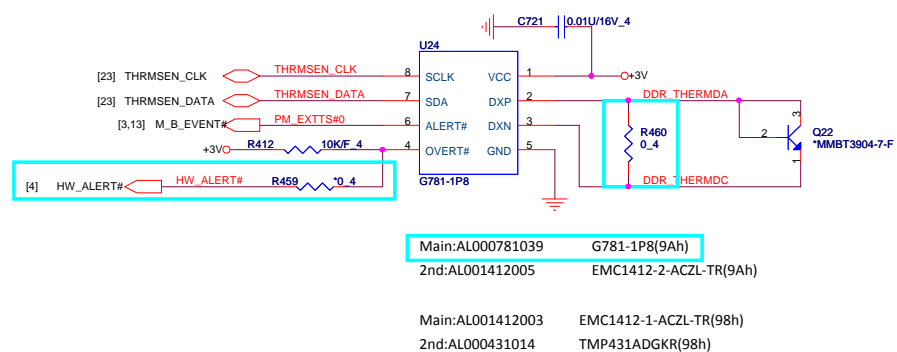 C721 0.01U/16V_4
U24
[23] THRMSEN_CLK THRMSEN_CLK 8 SCLK VCC 1 +3V
[23] THRMSEN_DATA THRMSEN_DATA 7 SDA DXP 2 DDR_THERMDA
[3,13] M_B_EVENT# PM_EXTTS#0 6 ALERT# DXN 3
R460
0_4
2 3 1
Q22
*MMBT3904-7-F
+3V R412 10K/F_4 4 OVERT# GND 5
[4] HW_ALERT# HW_ALERT# R459 *0_4 G781-1P8 DDR_THERMDC
Main:AL000781039 G781-1P8(9Ah)
2nd:AL001412005 EMC1412-2-ACZL-TR(9Ah)
Main:AL001412003 EMC1412-1-ACZL-TR(98h)
2nd:AL000431014 TMP431ADGKR(98h)